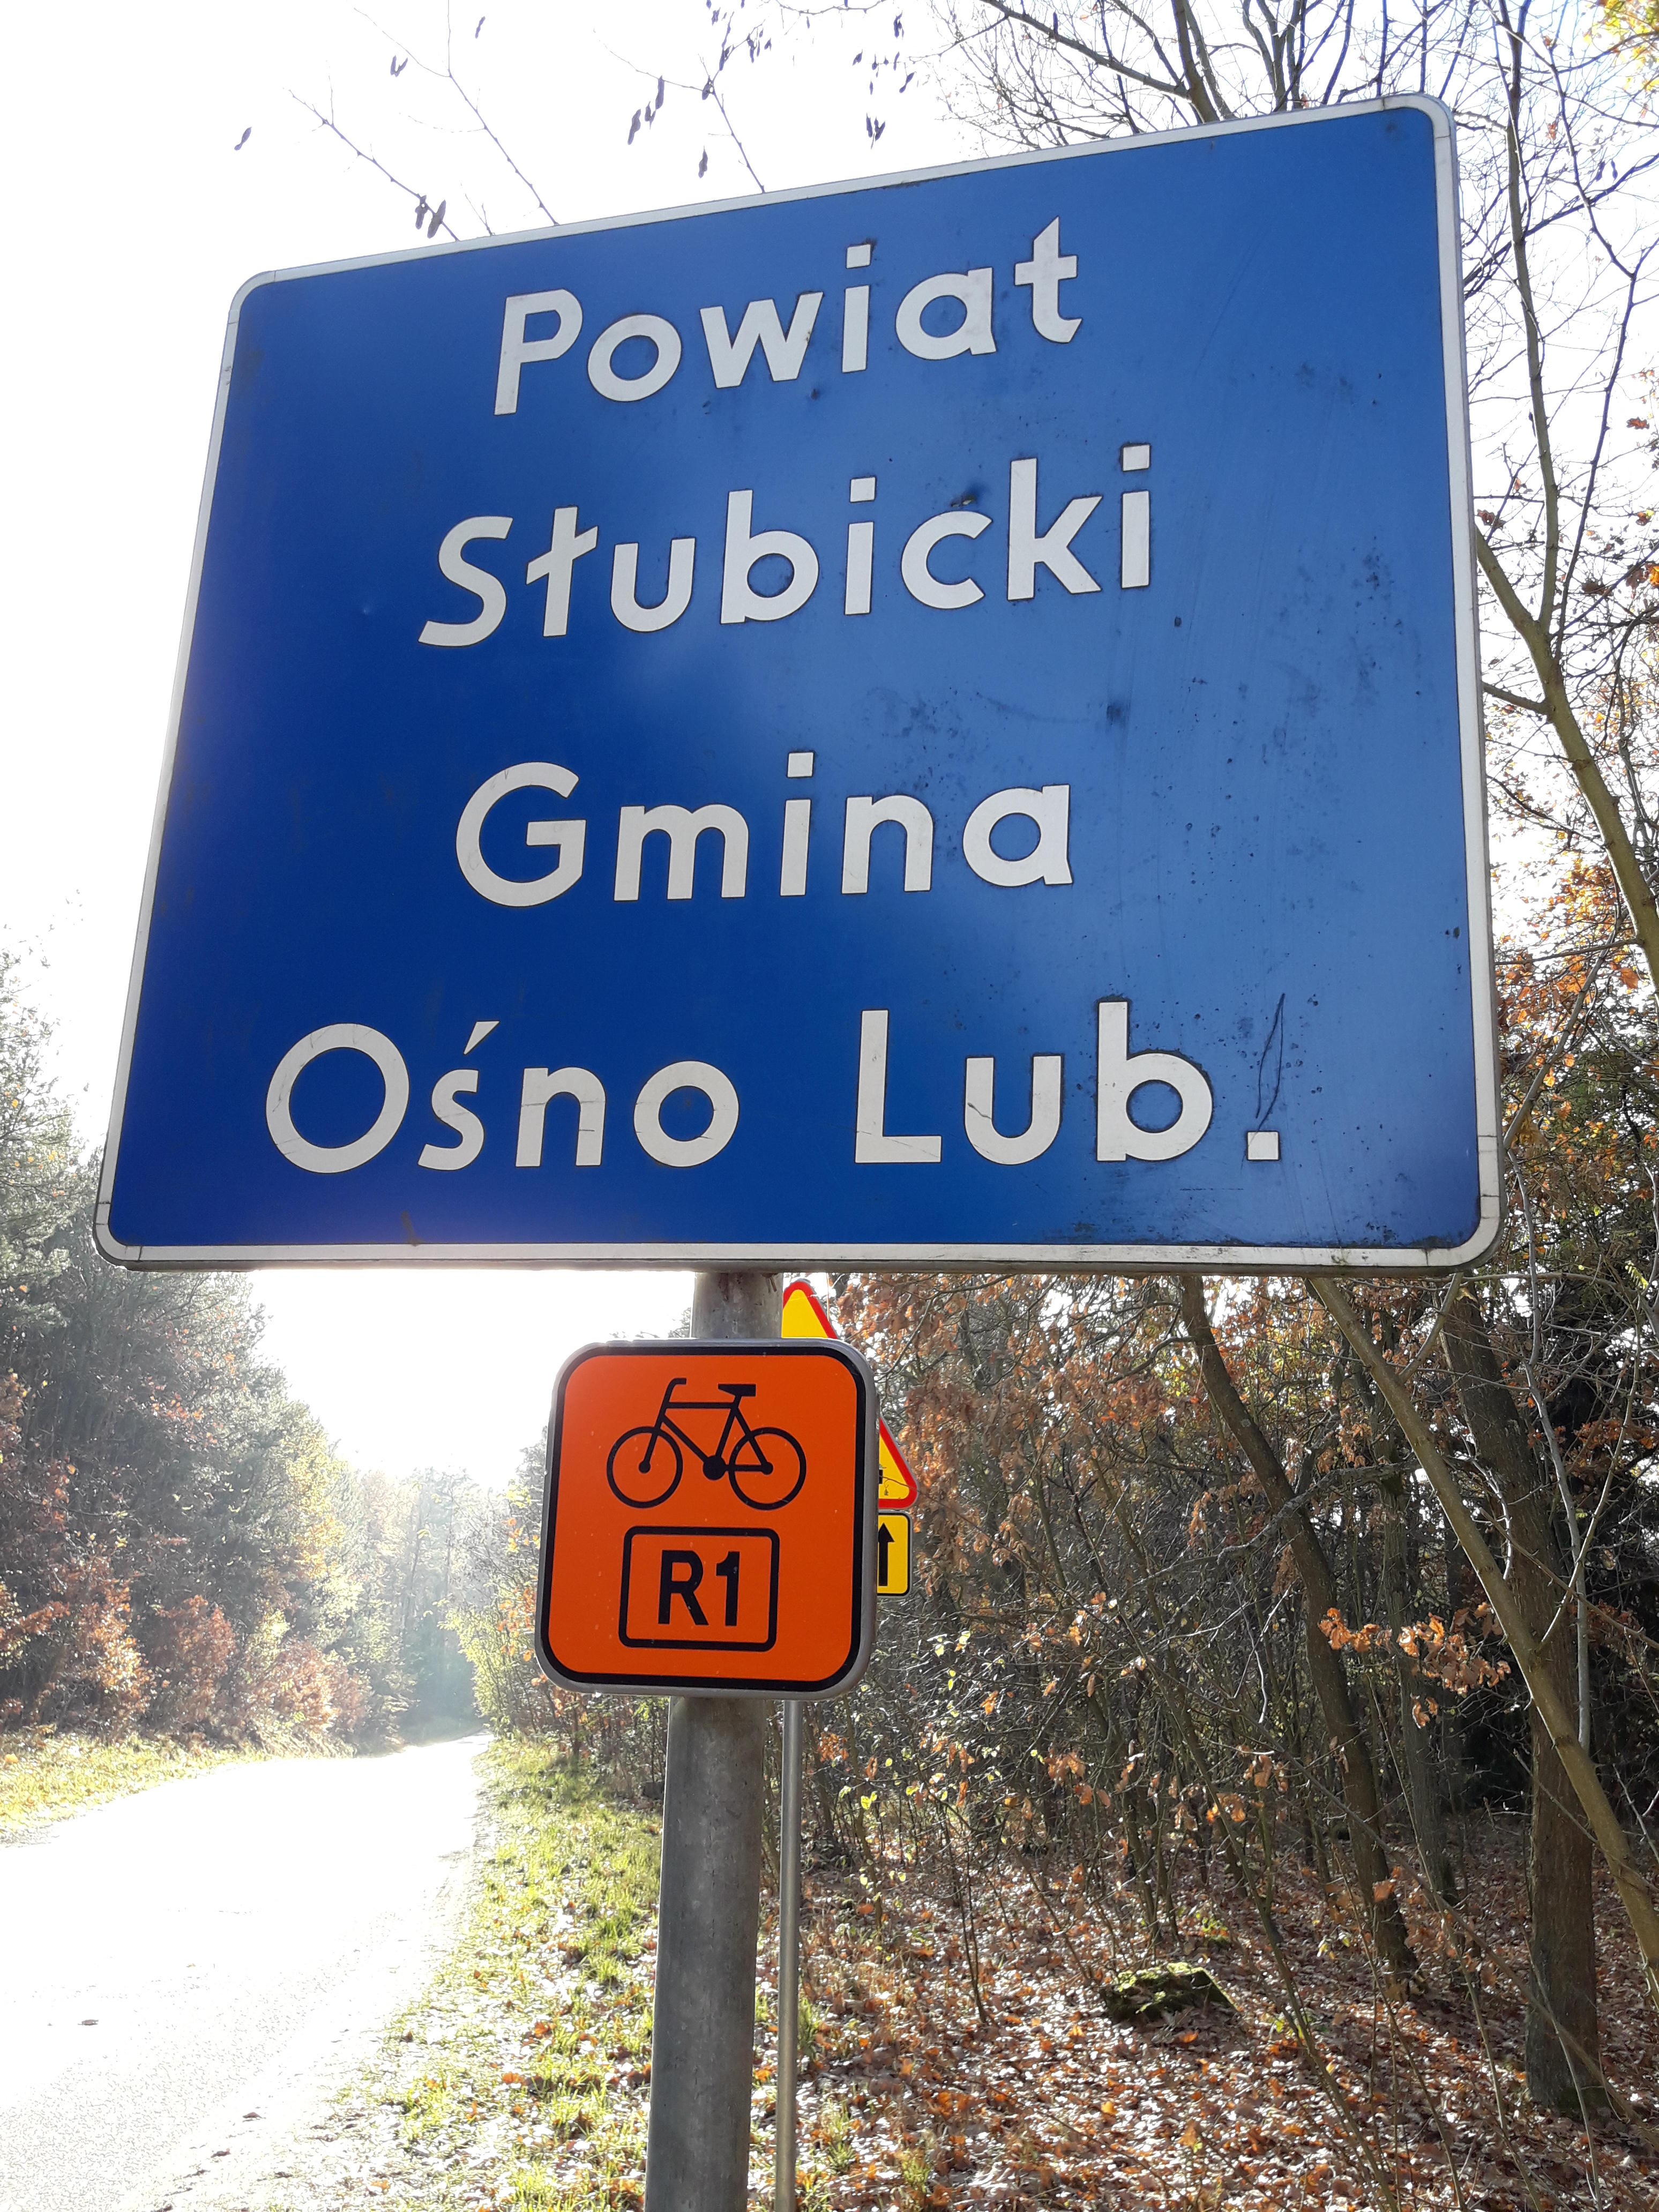 Powiat
Słubicki
Gmina
Ośno Lub.
R1